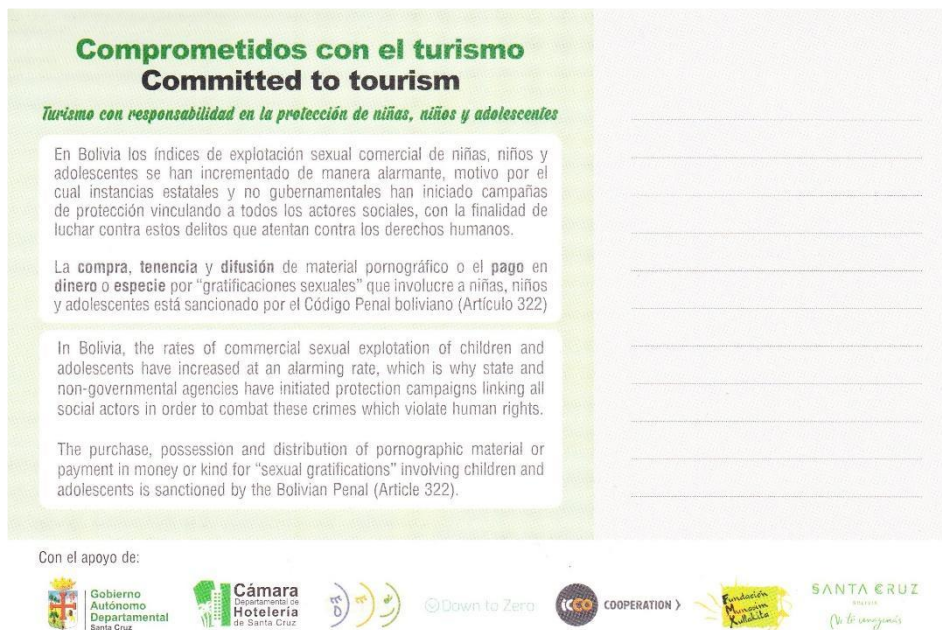 Comprometidos con el turismo
Committed to tourism
Turismo con responsabilidad en la protección de niñas, niños y adolescentes
En Bolivia los índices de explotación sexual comercial de niñas, niños y
adolescentes se han incrementado de manera alarmante, motivo por el
cual instancias estatales y no gubernamentales han iniciado campañas
de protección vinculando a todos los actores sociales, con la finalidad de
luchar contra estos delitos que atentan contra los derechos humanos.
La compra, tenencia y difusión de material pornográfico o el pago en
dinero o especie por "gratificaciones sexuales" que involucre a niñas, niños
y adolescentes está sancionado por el Código Penal boliviano (Artículo 322)
In Bolivia, the rates of commercial sexual explotation of children and
adolescents have increased at an alarming rate, which is why state and
non-governmental agencies have initiated protection campaigns linking all
social actors in order to combat these crimes which violate human rights.
The purchase, possession and distribution of pornographic material or
payment in money or kind for "sexual gratifications" involving children and
adolescents is sanctioned by the Bolivian Penal (Article 322).
Con el apoyo de:
Gobierno
Autónomo
Departamental
Santa Cruz
Cámara
Departamental de
Hotelería
de Santa Cruz
Down to Zero
ICCO COOPERATION
Fundación
Munasim
Kullakita
SANTA CRUZ